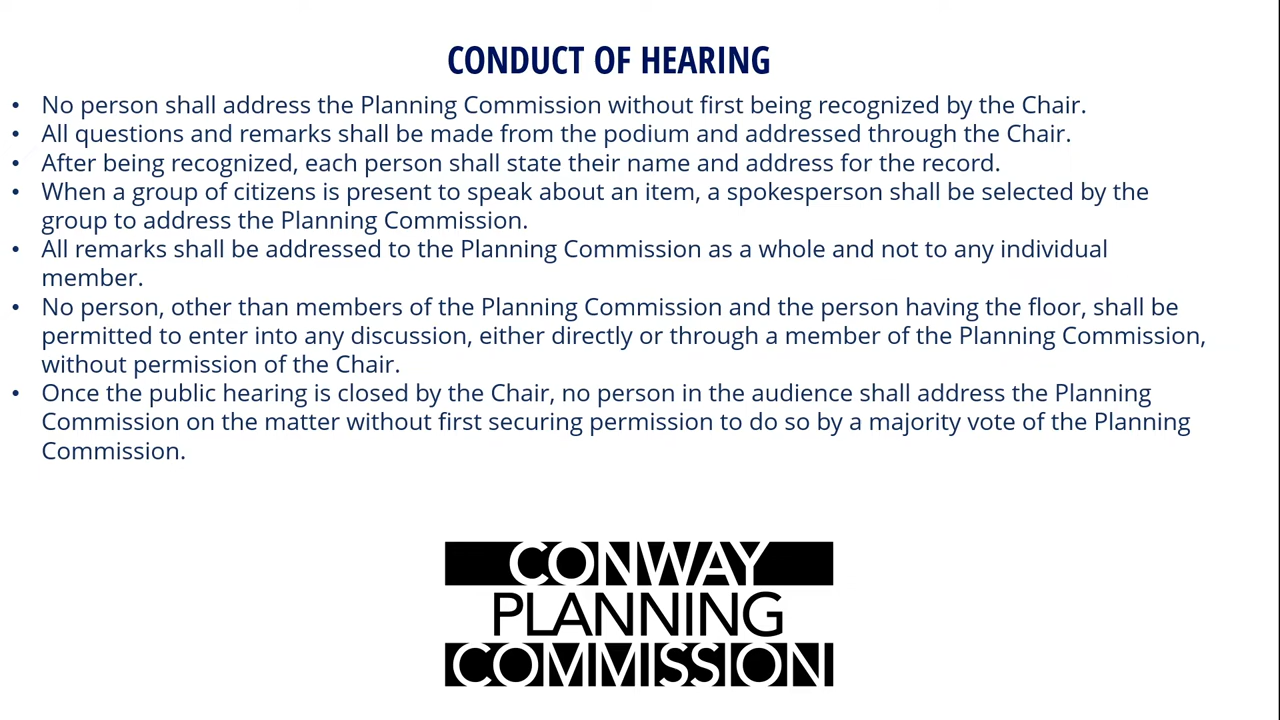 CONDUCT OF HEARING
• No person shall address the Planning Commission without first being recognized by the Chair.
• All questions and remarks shall be made from the podium and addressed through the Chair.
• After being recognized, each person shall state their name and address for the record.
• When a group of citizens is present to speak about an item, a spokesperson shall be selected by the
group to address the Planning Commission.
• All remarks shall be addressed to the Planning Commission as a whole and not to any individual
member.
• No person, other than members of the Planning Commission and the person having the floor, shall be
permitted to enter into any discussion, either directly or through a member of the Planning Commission,
without permission of the Chair.
• Once the public hearing is closed by the Chair, no person in the audience shall address the Planning
Commission on the matter without first securing permission to do so by a majority vote of the Planning
Commission.
CONWAY
PLANNING
COMMISSION